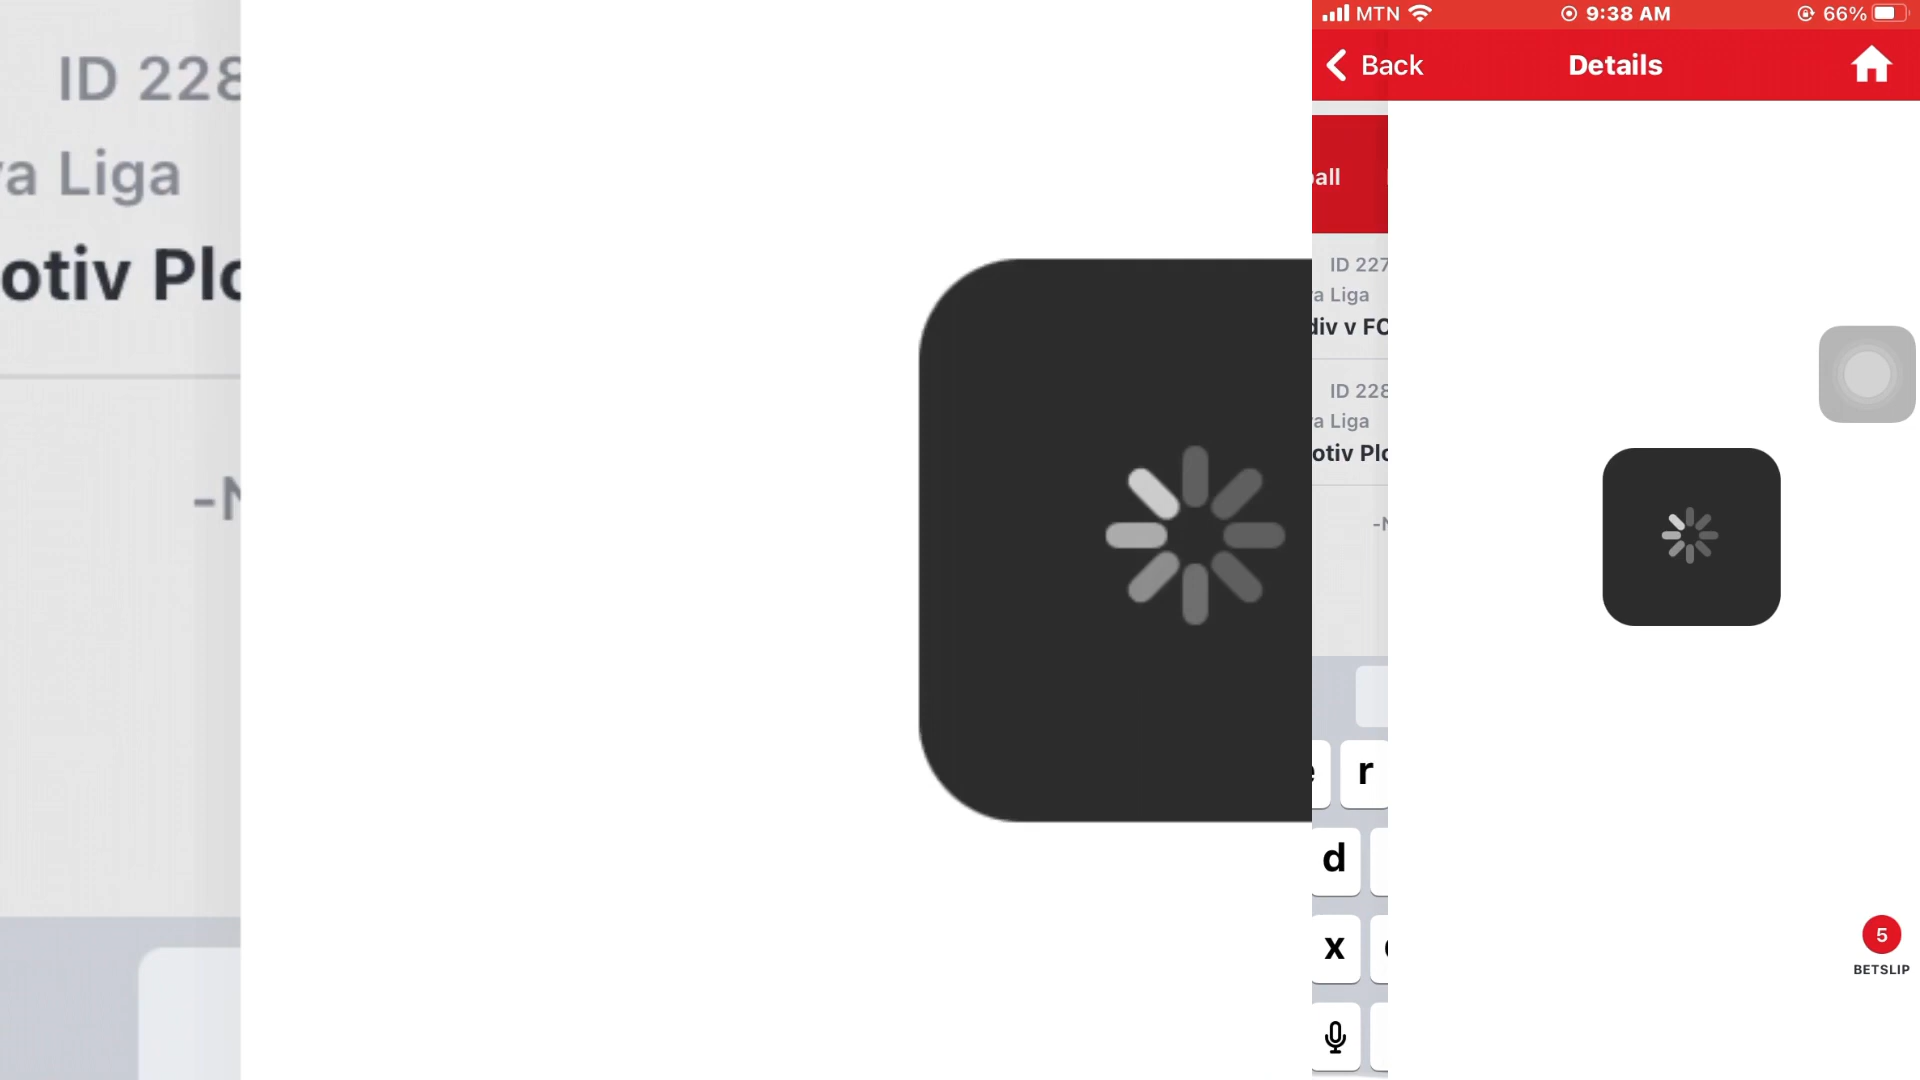 ID 228
a Liga
otiv Plo
MTN 9:38 AM 66%
Back Details
all
ID 227
a Liga
div v FC
ID 228
a Liga
otiv Plo
r
d
x
5
BETSLIP